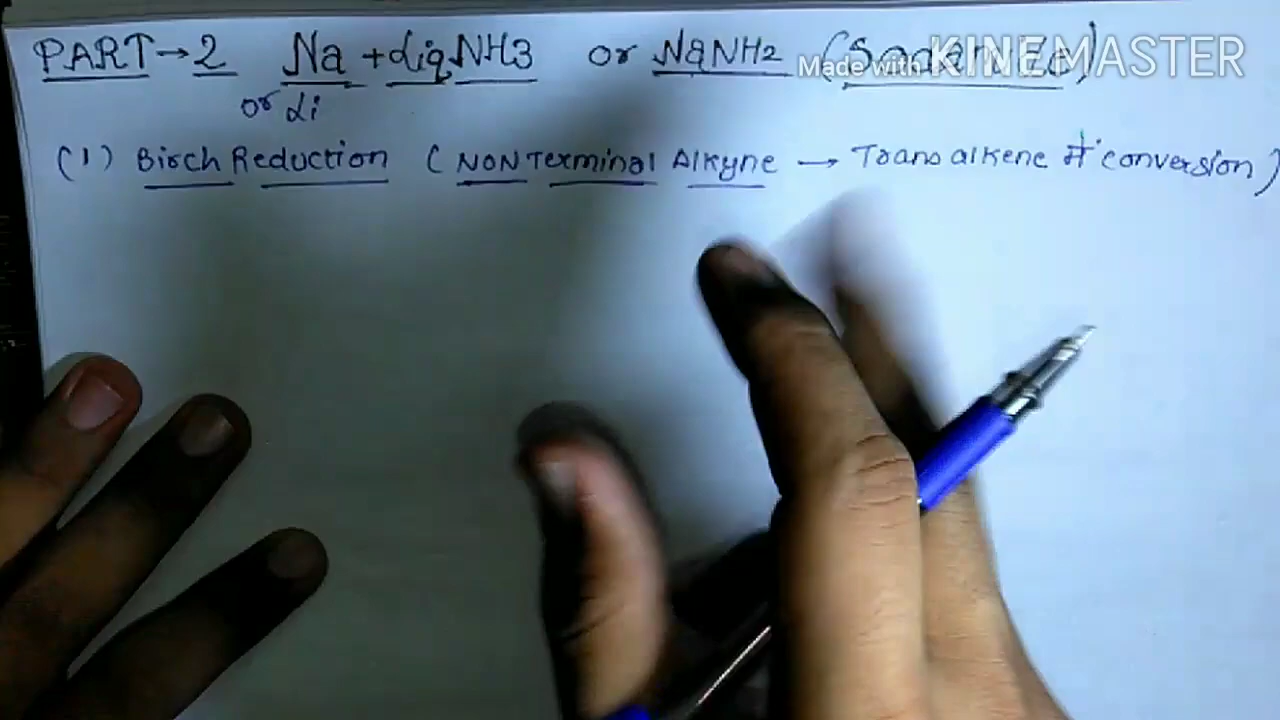 PART→2 Na + Liq NH3 or NaNH2 (Sodamide)
or Li
Made with KINEMASTER
(1) Birch Reduction (NON Terminal Alkyne → Trans alkene में conversion)